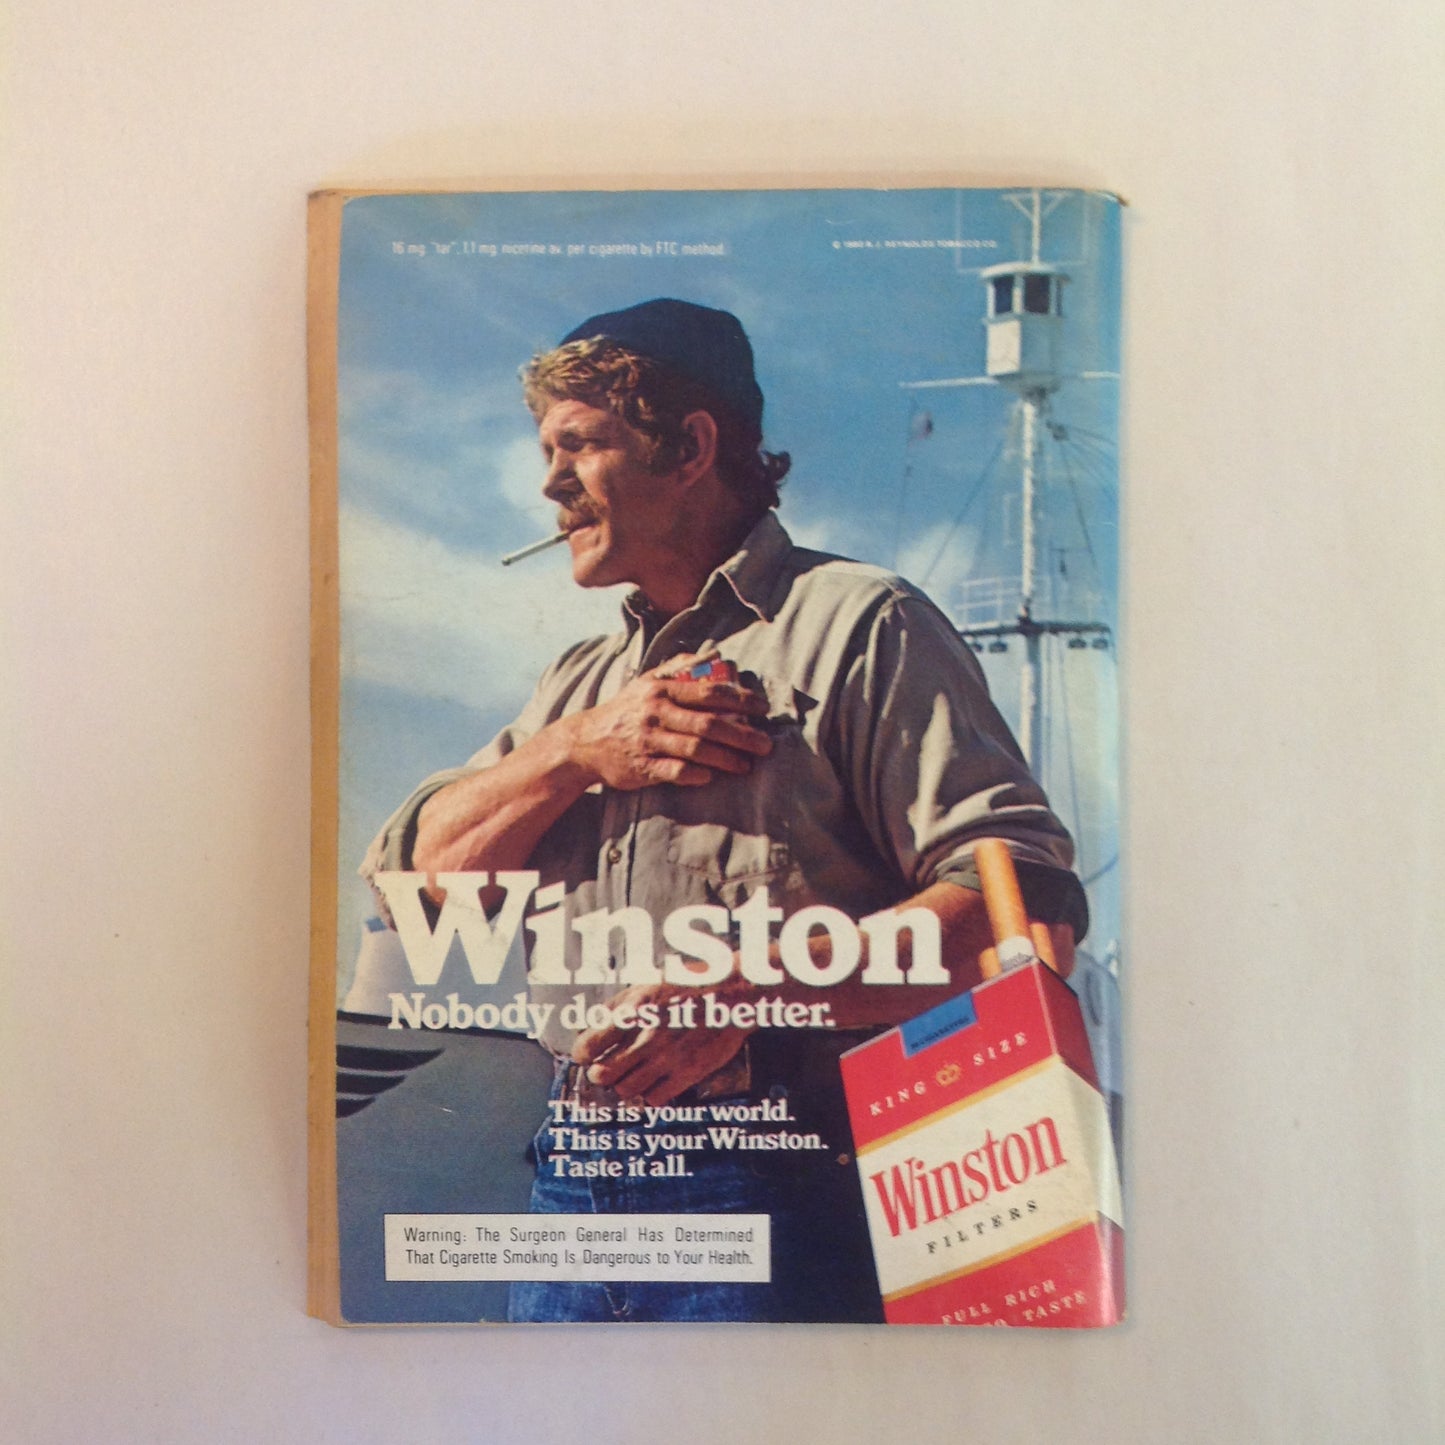 16 mg. "tar", 1.1 mg. nicotine av. per cigarette by FTC method.
© 1980 R. J. REYNOLDS TOBACCO CO.
Winston
Nobody does it better.
This is your world.
This is your Winston.
Taste it all.
Warning: The Surgeon General Has Determined
That Cigarette Smoking Is Dangerous to Your Health.
Winston
KING SIZE
Winston
FILTERS
FULL RICH
TASTE